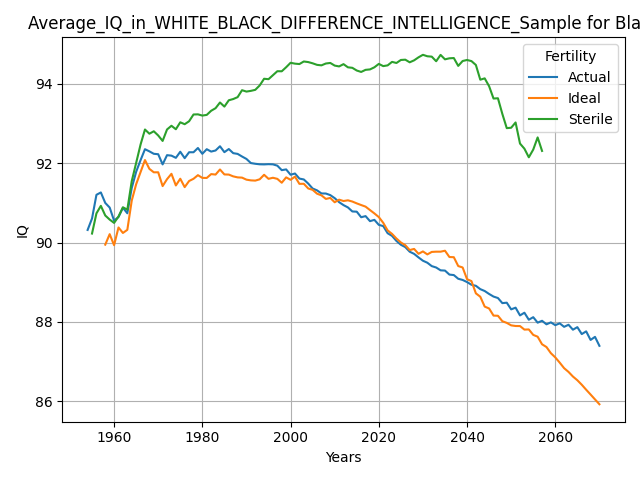 Average_IQ_in_WHITE_BLACK_DIFFERENCE_INTELLIGENCE_Sample for Bla
Fertility
Actual
Ideal
Sterile
94
92
90
88
86
IQ
1960 1980 2000 2020 2040 2060
Years